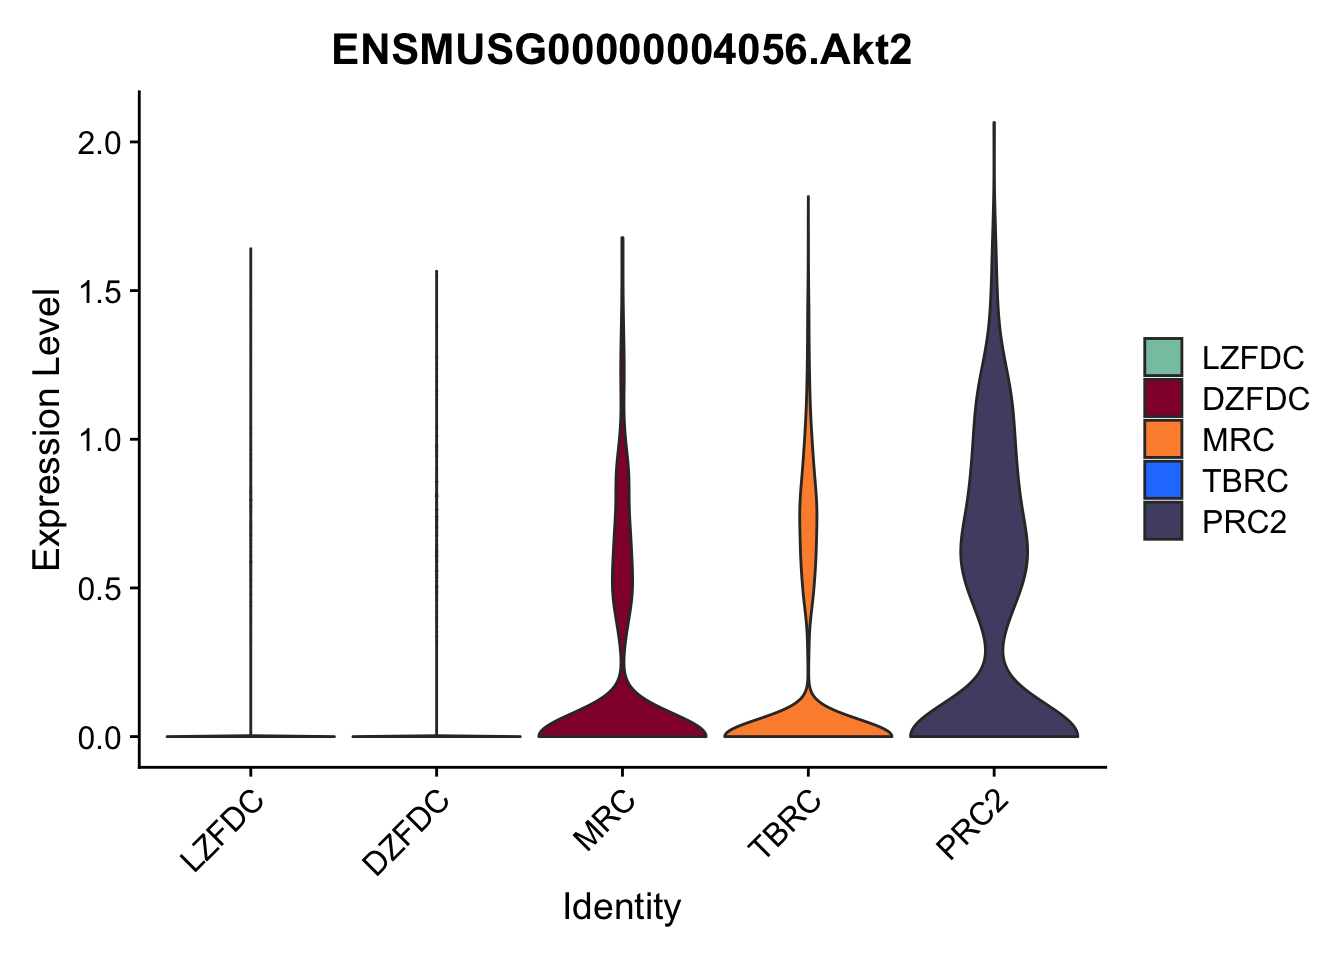 ENSMUSG00000004056.Akt2
Expression Level
2.0
1.5
1.0
0.5
0.0
LZFDC
DZFDC
MRC
TBRC
PRC2
Identity
LZFDC
DZFDC
MRC
TBRC
PRC2